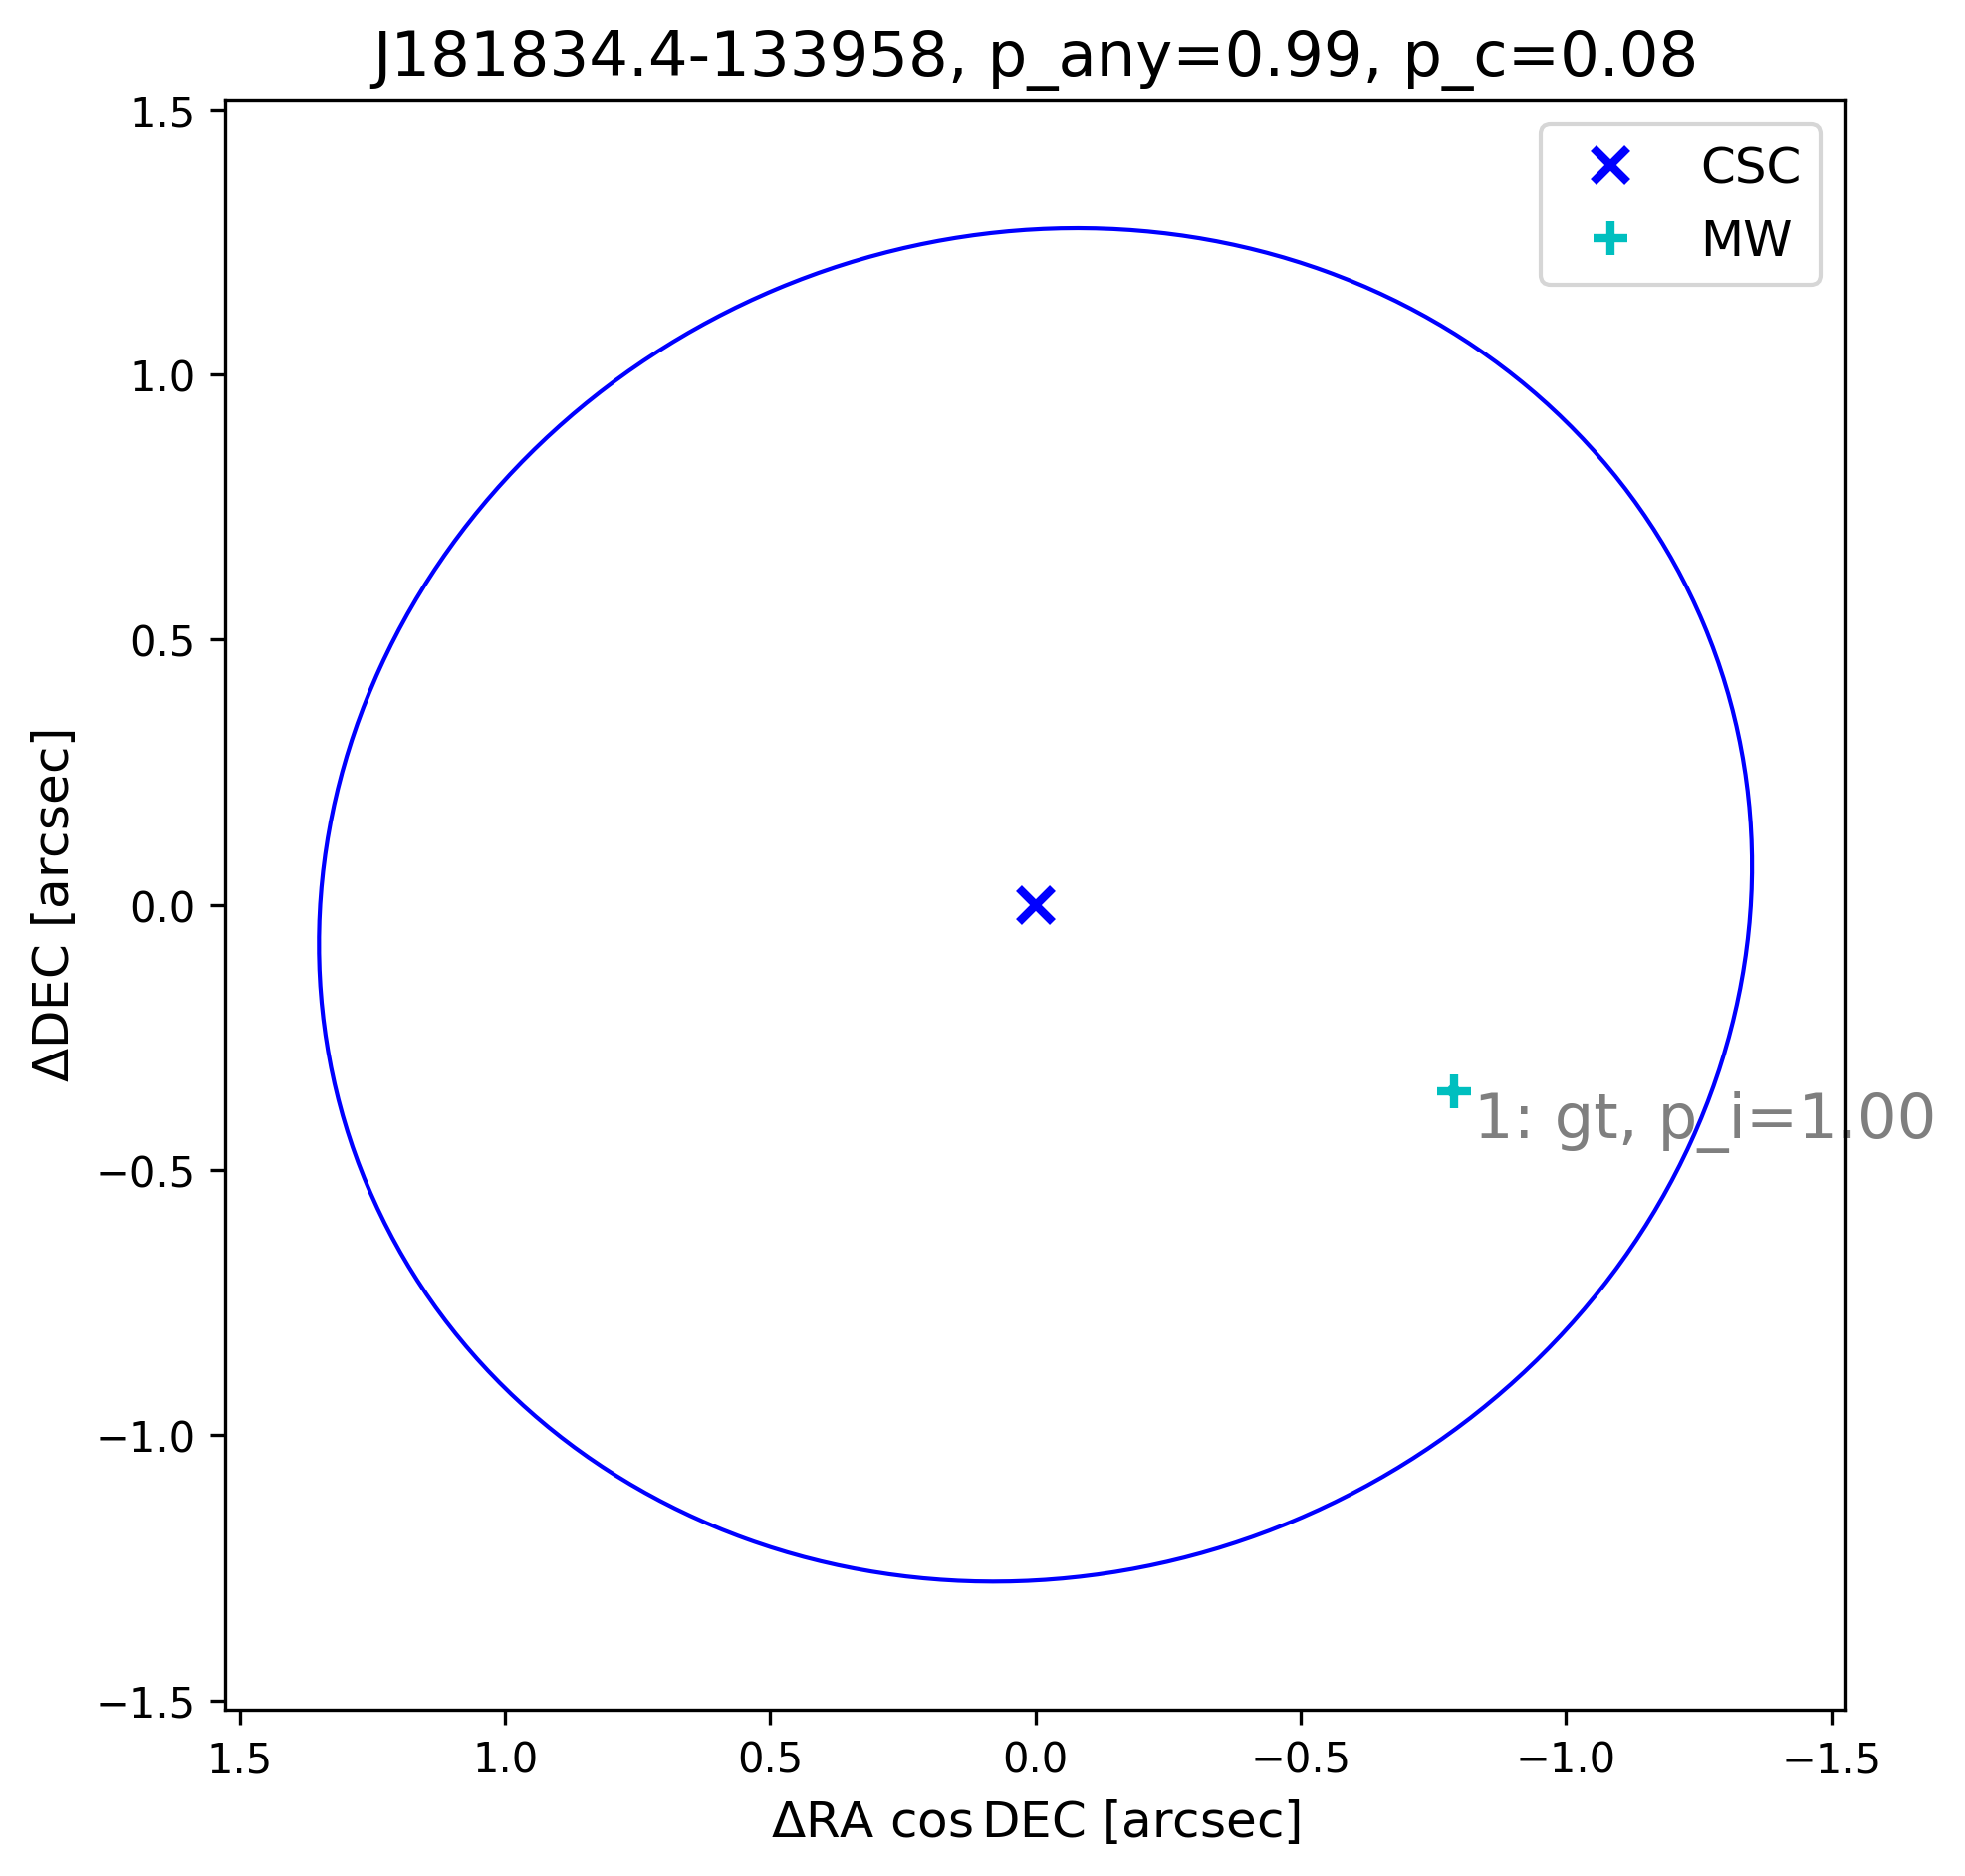 J181834.4-133958, p_any=0.99, p_c=0.08
CSC
MW
1.5
1.0
0.5
0.0
−0.5
−1.0
−1.5
ΔDEC [arcsec]
1: gt, p_i=1.00
1.5 1.0 0.5 0.0 −0.5 −1.0 −1.5
ΔRA cos DEC [arcsec]